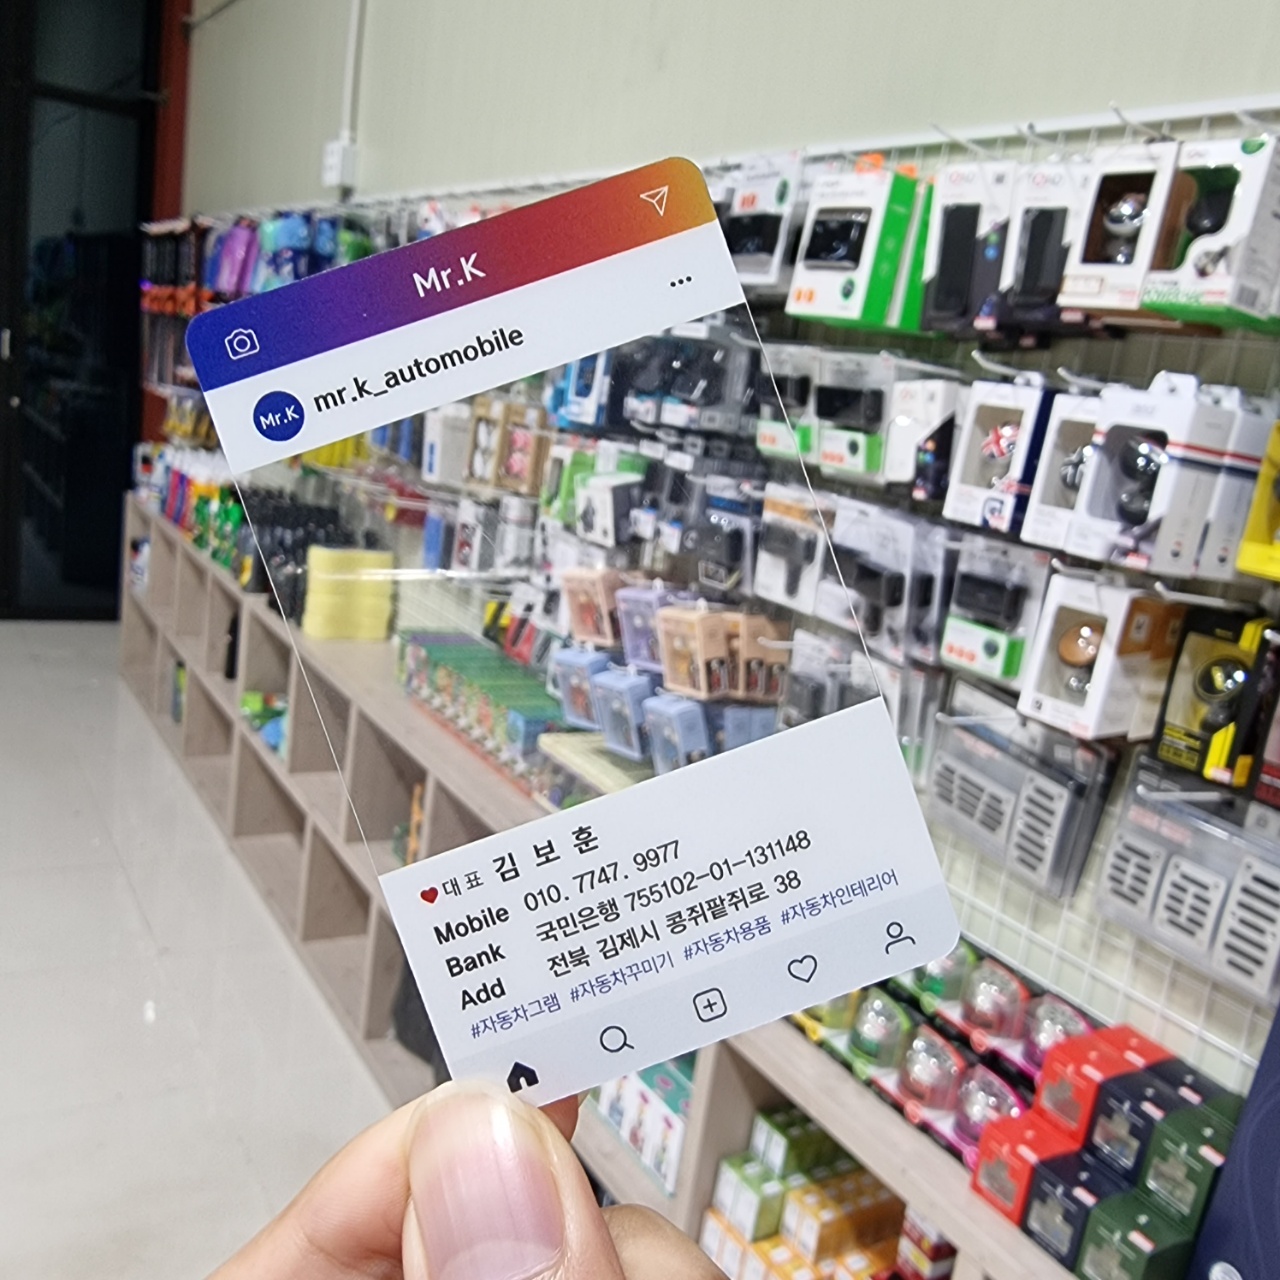 Mr.K
Mr.K mr.k_automobile
대표 김 보 훈
Mobile 010. 7747. 9977
Bank 국민은행 755102-01-131148
Add 전북 김제시 콩쥐팥쥐로 38
#자동차그램 #자동차꾸미기 #자동차용품 #자동차인테리어